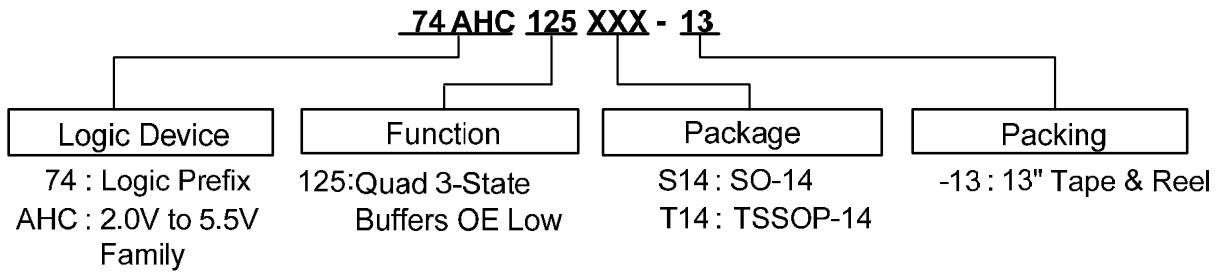 74 AHC 125 XXX - 13
Logic Device
74 : Logic Prefix
AHC : 2.0V to 5.5V
Family
Function
125:Quad 3-State
Buffers OE Low
Package
S14 : SO-14
T14 : TSSOP-14
Packing
-13 : 13" Tape & Reel